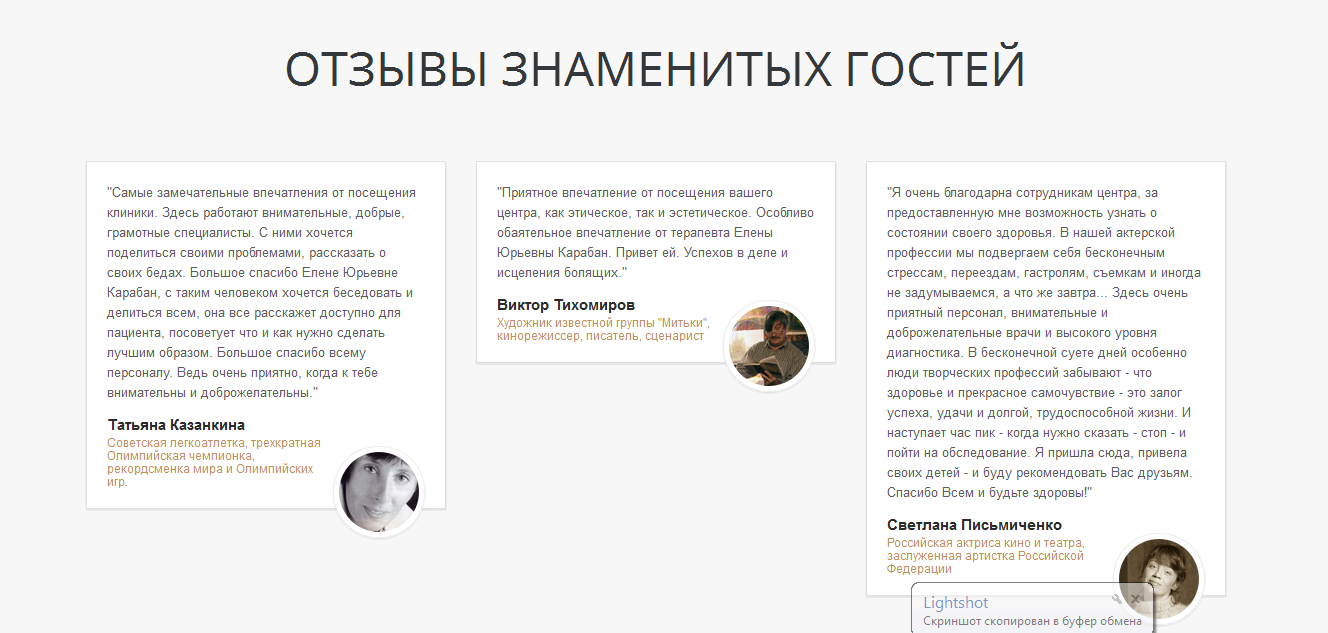 ОТЗЫВЫ ЗНАМЕНИТЫХ ГОСТЕЙ
"Самые замечательные впечатления от посещения
клиники. Здесь работают внимательные, добрые,
грамотные специалисты. С ними хочется
поделиться своими проблемами, рассказать о
своих бедах. Большое спасибо Елене Юрьевне
Карабан, с таким человеком хочется беседовать и
делиться всем, она все расскажет доступно для
пациента, посоветует что и как нужно сделать
лучшим образом. Большое спасибо всему
персоналу. Ведь очень приятно, когда к тебе
внимательны и доброжелательны."
Татьяна Казанкина
Советская легкоатлетка, трехкратная
Олимпийская чемпионка,
рекордсменка мира и Олимпийских
игр.
"Приятное впечатление от посещения вашего
центра, как этическое, так и эстетическое. Особливо
обаятельное впечатление от терапевта Елены
Юрьевны Карабан. Привет ей. Успехов в деле и
исцеления болящих."
Виктор Тихомиров
Художник известной группы "Митьки",
кинорежиссер, писатель, сценарист
"Я очень благодарна сотрудникам центра, за
предоставленную мне возможность узнать о
состоянии своего здоровья. В нашей актерской
профессии мы подвергаем себя бесконечным
стрессам, переездам, гастролям, съемкам и иногда
не задумываемся, а что же завтра... Здесь очень
приятный персонал, внимательные и
доброжелательные врачи и высокого уровня
диагностика. В бесконечной суете дней особенно
люди творческих профессий забывают - что
здоровье и прекрасное самочувствие - это залог
успеха, удачи и долгой, трудоспособной жизни. И
наступает час пик - когда нужно сказать - стоп - и
пойти на обследование. Я пришла сюда, привела
своих детей - и буду рекомендовать Вас друзьям.
Спасибо Всем и будьте здоровы!"
Светлана Письмиченко
Российская актриса кино и театра,
заслуженная артистка Российской
Федерации
Lightshot
Скриншот скопирован в буфер обмена